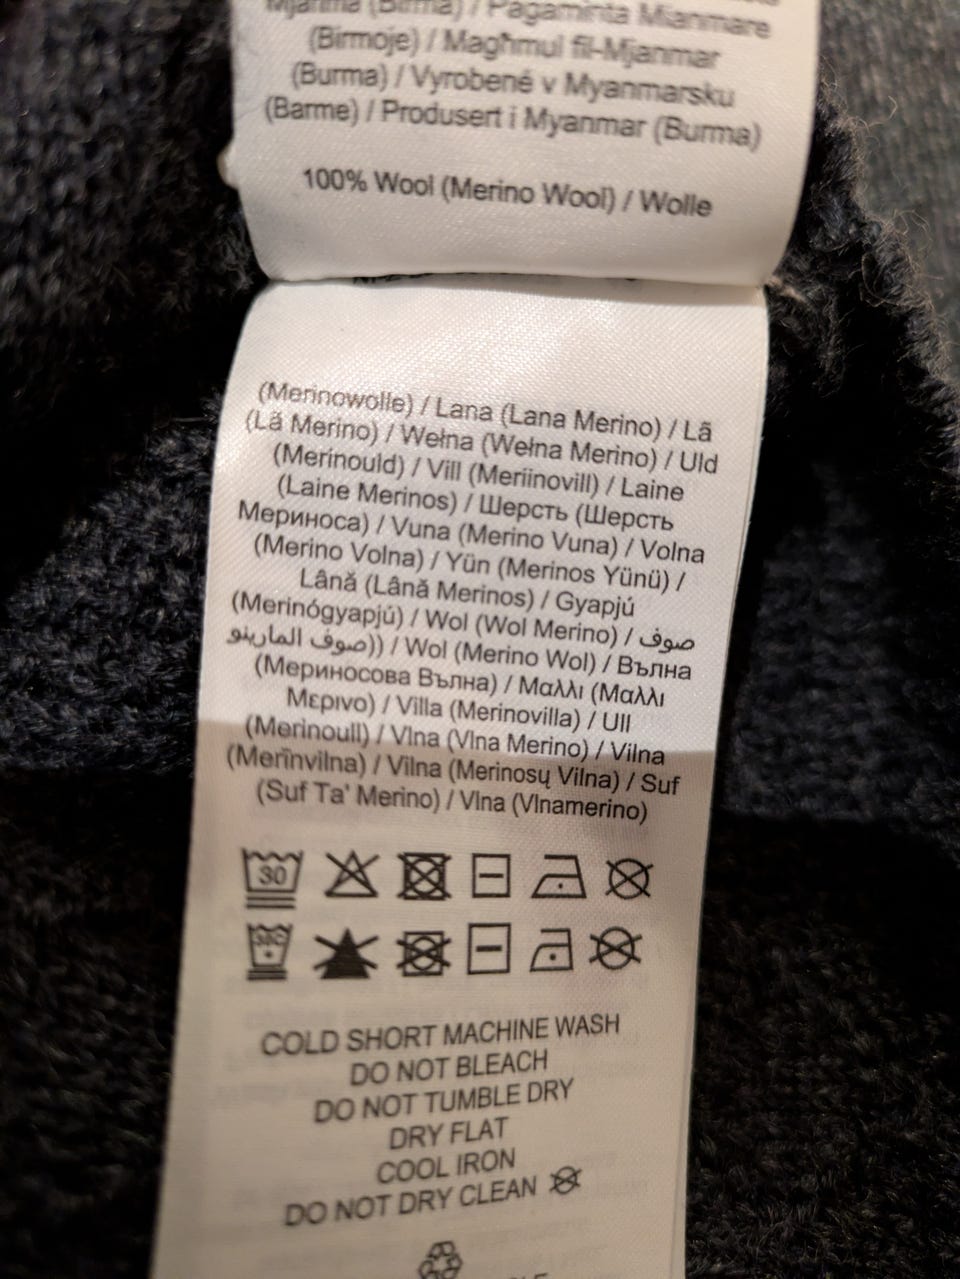 Mjanma (Birma) / Pagaminta Mianmare
(Birmoje) / Magħmul fil-Mjanmar
(Burma) / Vyrobené v Myanmarsku
(Barme) / Produsert i Myanmar (Burma)
100% Wool (Merino Wool) / Wolle
(Merinowolle) / Lana (Lana Merino) / Lã
(Lã Merino) / Wełna (Wełna Merino) / Uld
(Merinould) / Vill (Meriinovill) / Laine
(Laine Merinos) / Шерсть (Шерсть
Мериноса) / Vuna (Merino Vuna) / Volna
(Merino Volna) / Yün (Merinos Yünü) /
Lână (Lână Merinos) / Gyapjú
(Merinógyapjú) / Wol (Wol Merino) / صوف
((صوف المارينو / Wol (Merino Wol) / Вълна
(Мериносова Вълна) / Μαλλι (Μαλλι
Μερινο) / Villa (Merinovilla) / Ull
(Merinoull) / Vlna (Vlna Merino) / Vilna
(Merīnvilna) / Vilna (Merinosų Vilna) / Suf
(Suf Ta' Merino) / Vlna (Vlnamerino)
30
30C
COLD SHORT MACHINE WASH
DO NOT BLEACH
DO NOT TUMBLE DRY
DRY FLAT
COOL IRON
DO NOT DRY CLEAN